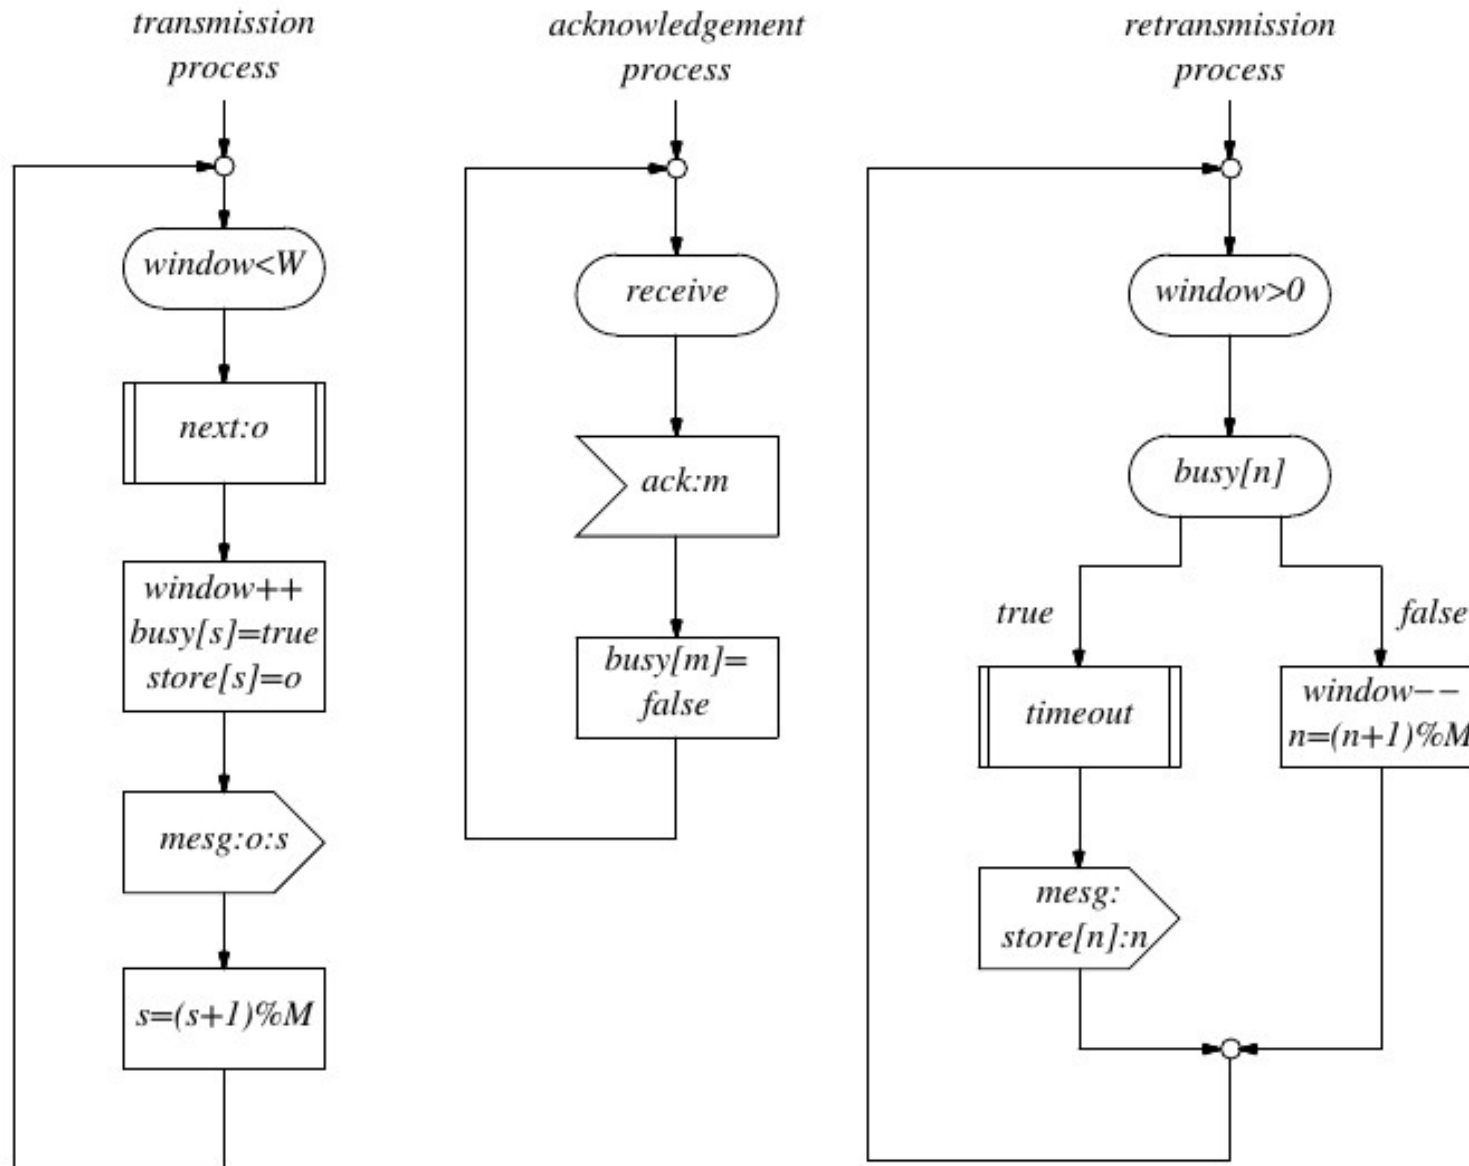 transmission
process
window<W
next:o
window++
busy[s]=true
store[s]=o
mesg:o:s
s=(s+1)%M
acknowledgement
process
receive
ack:m
busy[m]=
false
retransmission
process
window>0
busy[n]
true
false
timeout
window--
n=(n+1)%M
mesg:
store[n]:n